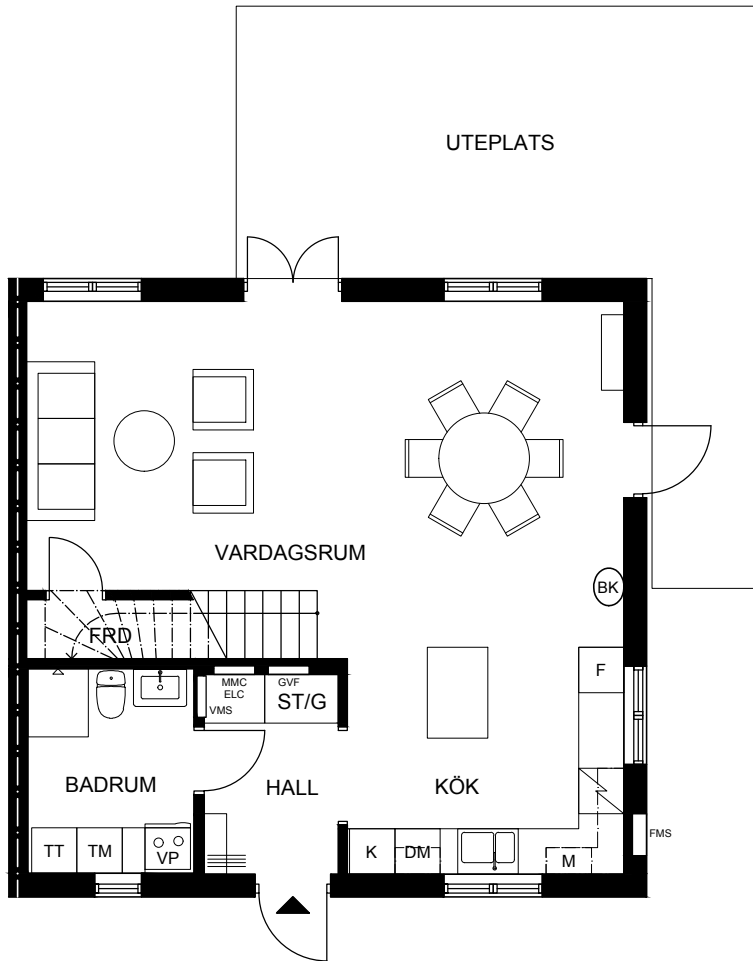 UTEPLATS
VARDAGSRUM
BK
FRD
MMC
ELC
GVF
F
VMS
ST/G
BADRUM
HALL
KÖK
FMS
TT
TM
VP
K
DM
M